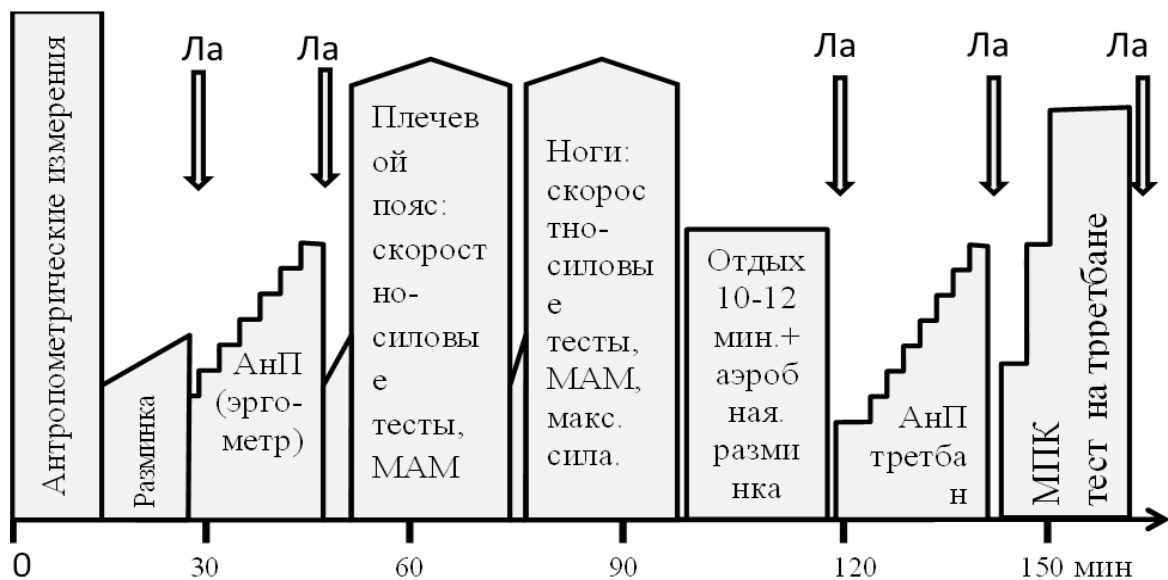 Антропометрические измерения
Разминка
Ла
АнП
(эрго-
метр)
Ла
Плечев
ой
пояс:
скорост
но-
силовы
е
тесты,
МАМ
Ноги:
скорос
тно-
силовы
е
тесты,
МАМ,
макс.
сила.
Отдых
10-12
мин.+
аэроб
ная.
разми
нка
Ла
АнП
третба
н
Ла
МПК
тест на трретбане
Ла
0
30
60
90
120
150 мин